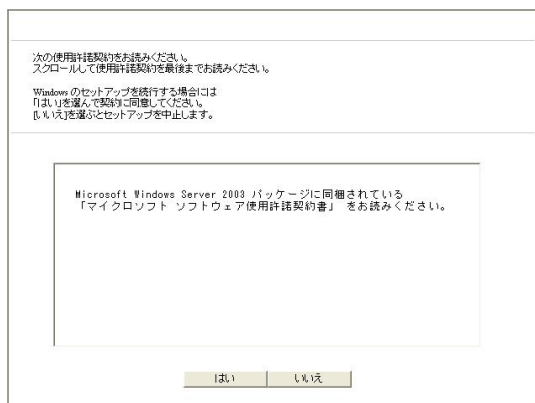 次の使用許諾契約をお読みください。
スクロールして使用許諾契約を最後までお読みください。
Windows のセットアップを続行する場合には
「はい」を選んで契約に同意してください。
[いいえ]を選ぶとセットアップを中止します。
Microsoft Windows Server 2003 パッケージに同梱されている
「マイクロソフト ソフトウェア使用許諾契約書」 をお読みください。
はい
いいえ